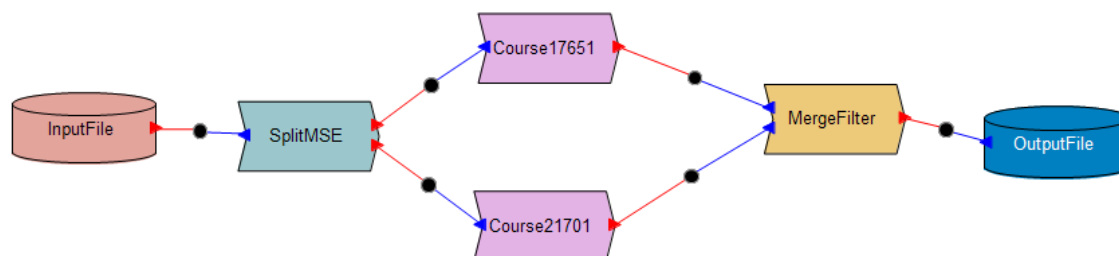 InputFile
SplitMSE
Course17651
Course21701
MergeFilter
OutputFile